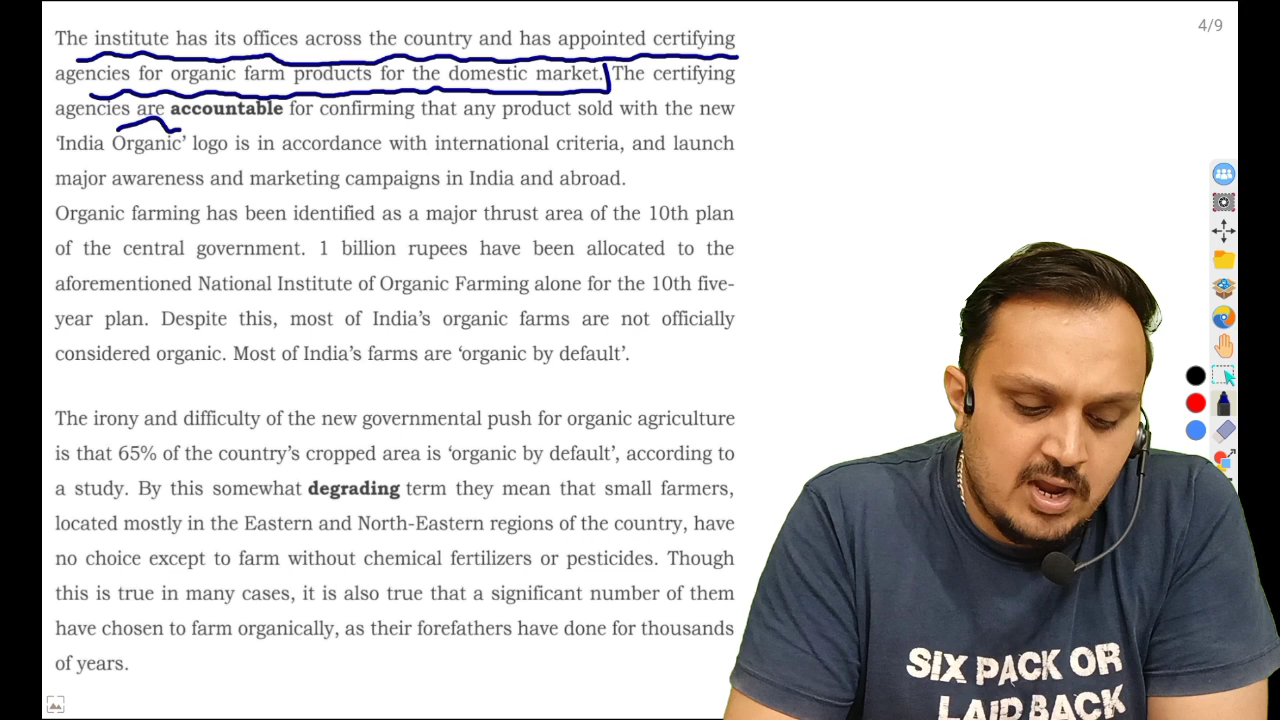 4/9
The institute has its offices across the country and has appointed certifying
agencies for organic farm products for the domestic market. The certifying
agencies are accountable for confirming that any product sold with the new
‘India Organic’ logo is in accordance with international criteria, and launch
major awareness and marketing campaigns in India and abroad.
Organic farming has been identified as a major thrust area of the 10th plan
of the central government. 1 billion rupees have been allocated to the
aforementioned National Institute of Organic Farming alone for the 10th five-
year plan. Despite this, most of India’s organic farms are not officially
considered organic. Most of India’s farms are ‘organic by default’.
The irony and difficulty of the new governmental push for organic agriculture
is that 65% of the country’s cropped area is ‘organic by default’, according to
a study. By this somewhat degrading term they mean that small farmers,
located mostly in the Eastern and North-Eastern regions of the country, have
no choice except to farm without chemical fertilizers or pesticides. Though
this is true in many cases, it is also true that a significant number of them
have chosen to farm organically, as their forefathers have done for thousands
of years.
SIX PACK OR
LAID BACK